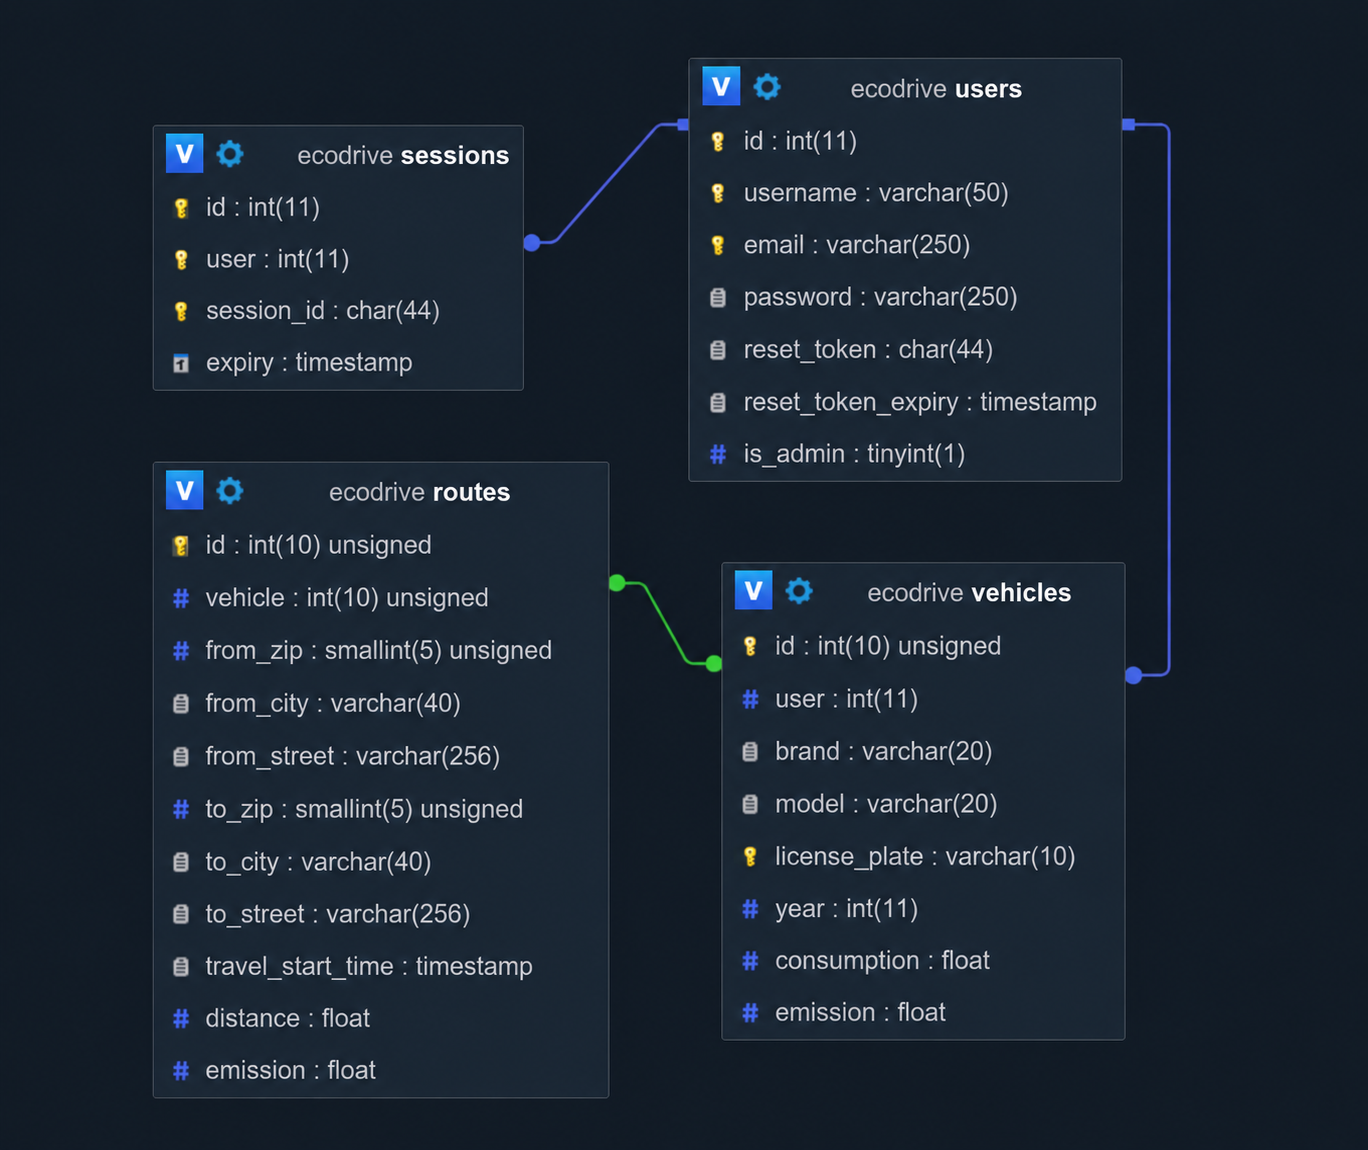 V ecodrive sessions
id : int(11)
user : int(11)
session_id : char(44)
expiry : timestamp
V ecodrive users
id : int(11)
username : varchar(50)
email : varchar(250)
password : varchar(250)
reset_token : char(44)
reset_token_expiry : timestamp
# is_admin : tinyint(1)
V ecodrive routes
id : int(10) unsigned
# vehicle : int(10) unsigned
# from_zip : smallint(5) unsigned
from_city : varchar(40)
from_street : varchar(256)
# to_zip : smallint(5) unsigned
to_city : varchar(40)
to_street : varchar(256)
travel_start_time : timestamp
# distance : float
# emission : float
V ecodrive vehicles
id : int(10) unsigned
# user : int(11)
brand : varchar(20)
model : varchar(20)
license_plate : varchar(10)
# year : int(11)
# consumption : float
# emission : float